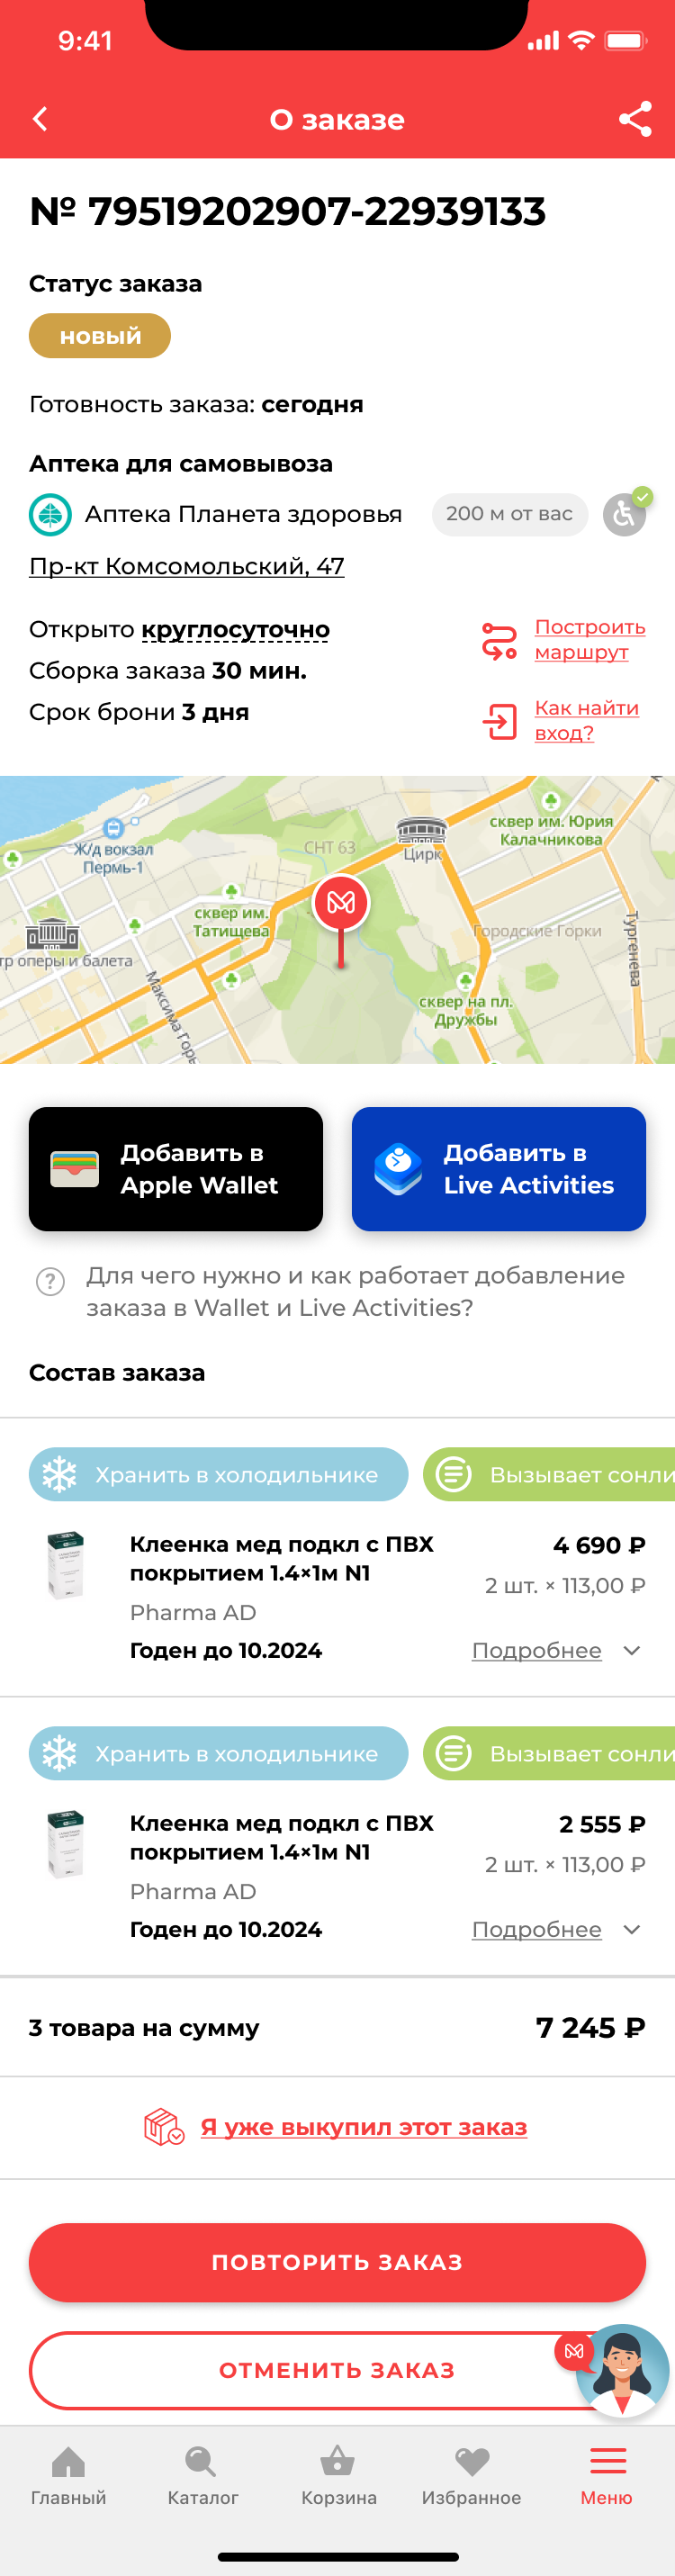 9:41
О заказе
№ 79519202907-22939133
Статус заказа
новый
Готовность заказа: сегодня
Аптека для самовывоза
Аптека Планета здоровья
200 м от вас
Пр-кт Комсомольский, 47
Открыто круглосуточно
Построить
маршрут
Сборка заказа 30 мин.
Срок брони 3 дня
Как найти
вход?
Ж/д вокзал
Пермь-1
СНТ 63
Цирк
сквер им. Юрия
Калачникова
сквер им.
Татищева
Городские Горки
Тургенева
тр оперы и балета
Максима Горь
сквер на пл.
Дружбы
Добавить в
Apple Wallet
Добавить в
Live Activities
Для чего нужно и как работает добавление
заказа в Wallet и Live Activities?
Состав заказа
Хранить в холодильнике
Вызывает сонли
Клеенка мед подкл с ПВХ
покрытием 1.4×1м N1
4 690 ₽
2 шт. × 113,00 ₽
Pharma AD
Годен до 10.2024
Подробнее
Хранить в холодильнике
Вызывает сонли
Клеенка мед подкл с ПВХ
покрытием 1.4×1м N1
2 555 ₽
2 шт. × 113,00 ₽
Pharma AD
Годен до 10.2024
Подробнее
3 товара на сумму
7 245 ₽
Я уже выкупил этот заказ
ПОВТОРИТЬ ЗАКАЗ
ОТМЕНИТЬ ЗАКАЗ
Главный
Каталог
Корзина
Избранное
Меню